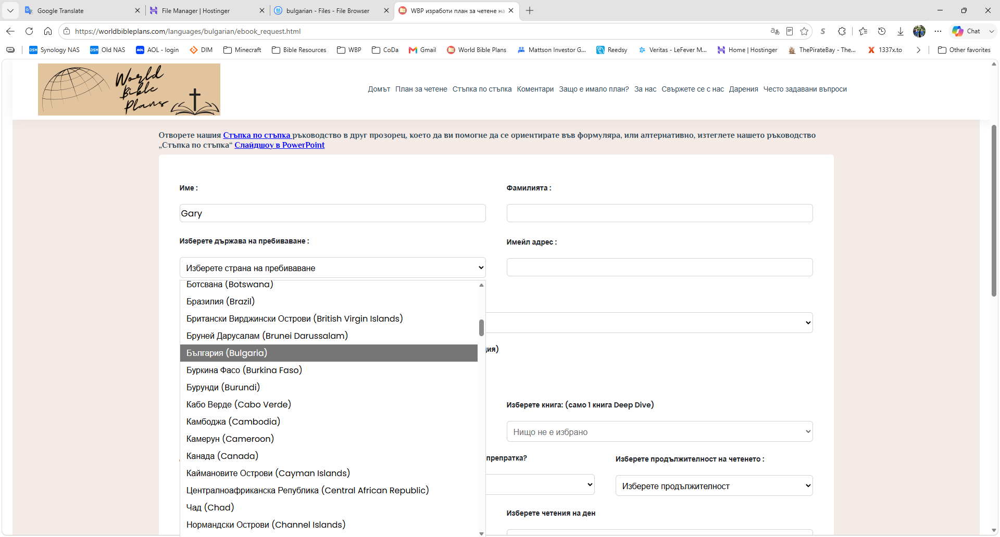 Google Translate
File Manager | Hostinger
bulgarian - Files - File Browser
WBP изработи план за четене на
https://worldbibleplans.com/languages/bulgarian/ebook_request.html
Chat
Synology NAS
Old NAS
AOL - login
DIM
Minecraft
Bible Resources
WBP
CoDa
Gmail
World Bible Plans
Mattson Investor G...
Reedsy
Veritas - LeFever M...
Home | Hostinger
ThePirateBay - The...
1337x.to
Other favorites
World
Bible
Plans
Домът План за четене Стъпка по стъпка Коментари Защо е имало план? За нас Свържете се с нас Дарения Често задавани въпроси
Отворете нашия Стъпка по стъпка ръководство в друг прозорец, което да ви помогне да се ориентирате във формуляра, или алтернативно, изтеглете нашето ръководство
„Стъпка по стъпка“ Слайдшоу в PowerPoint
Име :
Фамилията :
Gary
Изберете държава на пребиваване :
Имейл адрес :
Изберете страна на пребиваване
Ботсвана (Botswana)
Бразилия (Brazil)
Британски Вирджински Острови (British Virgin Islands)
Бруней Дарусалам (Brunei Darussalam)
България (Bulgaria)
ция)
Буркина Фасо (Burkina Faso)
Бурунди (Burundi)
Кабо Верде (Cabo Verde)
Изберете книга: (само 1 книга Deep Dive)
Камбоджа (Cambodia)
Нищо не е избрано
Камерун (Cameroon)
Канада (Canada)
препратка?
Изберете продължителност на четенето :
Каймановите Острови (Cayman Islands)
Изберете продължителност
Централноафриканска Република (Central African Republic)
Чад (Chad)
Изберете четения на ден
Нормандски Острови (Channel Islands)